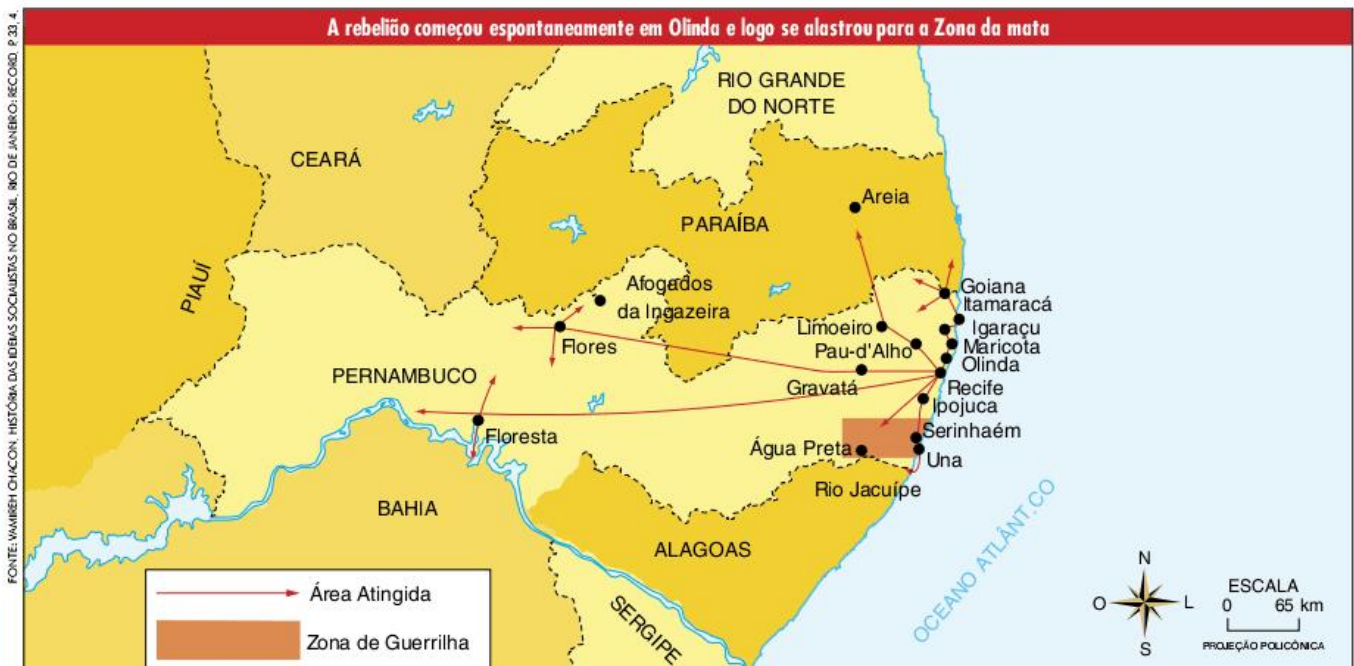 A rebelião começou espontaneamente em Olinda e logo se alastrou para a Zona da mata
FONTE: VAMIREH CHACON. HISTÓRIA DAS IDEIAS SOCIALISTAS NO BRASIL. RIO DE JANEIRO: RECORD, P. 33, 4.
RIO GRANDE
DO NORTE
CEARÁ
Areia
PARAÍBA
PIAUÍ
Afogados
da Ingazeira
Goiana
Itamaracá
Limoeiro
Igaraçu
Flores
Pau-d'Alho
Maricota
Olinda
PERNAMBUCO
Gravatá
Recife
Ipojuca
Floresta
Serinhaém
Água Preta
Una
Rio Jacuípe
BAHIA
ALAGOAS
OCEANO ATLÂNT.CO
SERGIPE
Área Atingida
Zona de Guerrilha
N
O
L
S
ESCALA
0 65 km
PROJEÇÃO POLICÔNICA